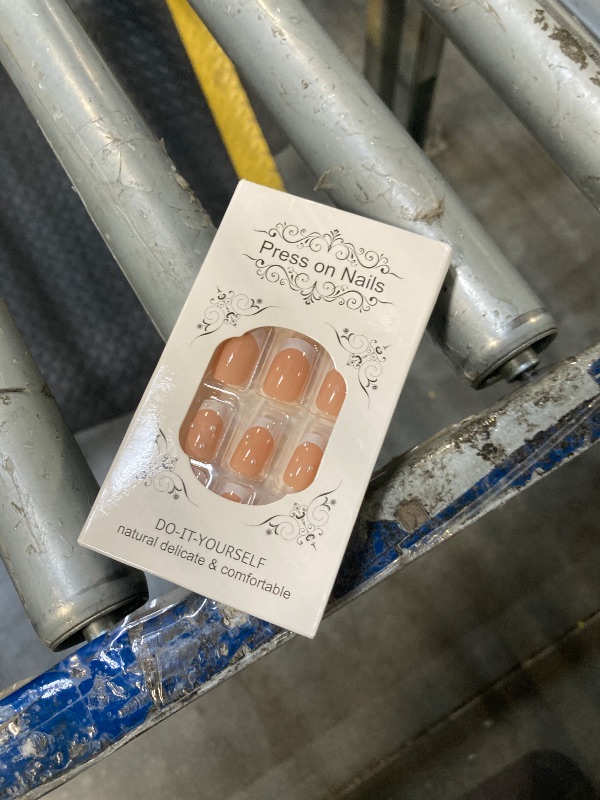 Press on Nails
DO-IT-YOURSELF
natural delicate & comfortable